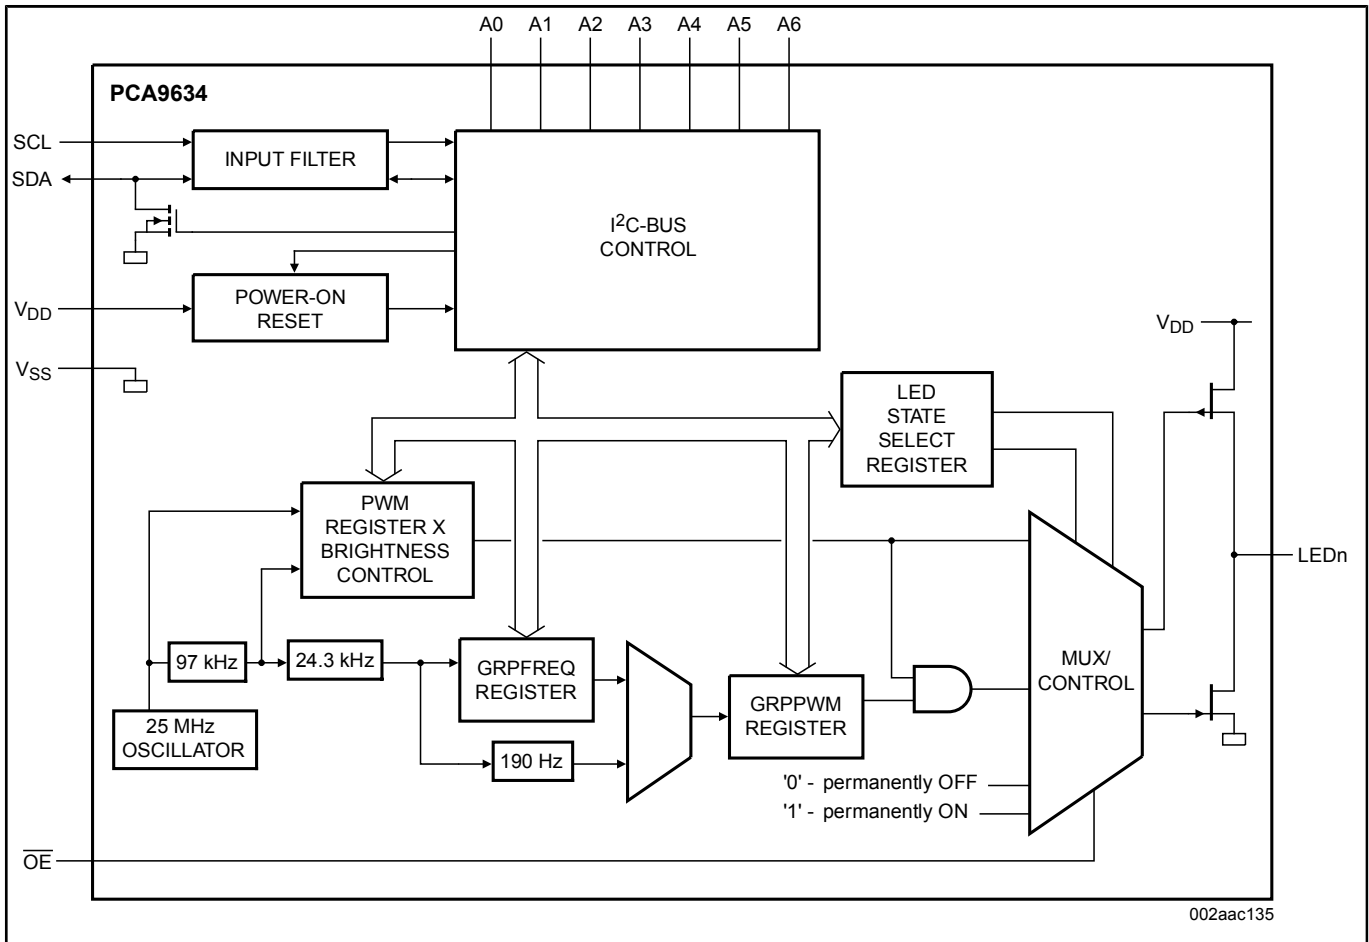 A0 A1 A2 A3 A4 A5 A6
PCA9634
SCL
SDA
INPUT FILTER
I2C-BUS
CONTROL
VDD
POWER-ON
RESET
VSS
VDD
LED
STATE
SELECT
REGISTER
PWM
REGISTER X
BRIGHTNESS
CONTROL
LEDn
97 kHz
24.3 kHz
GRPFREQ
REGISTER
MUX/
CONTROL
25 MHz
OSCILLATOR
190 Hz
GRPPWM
REGISTER
'0' - permanently OFF
'1' - permanently ON
OE
002aac135